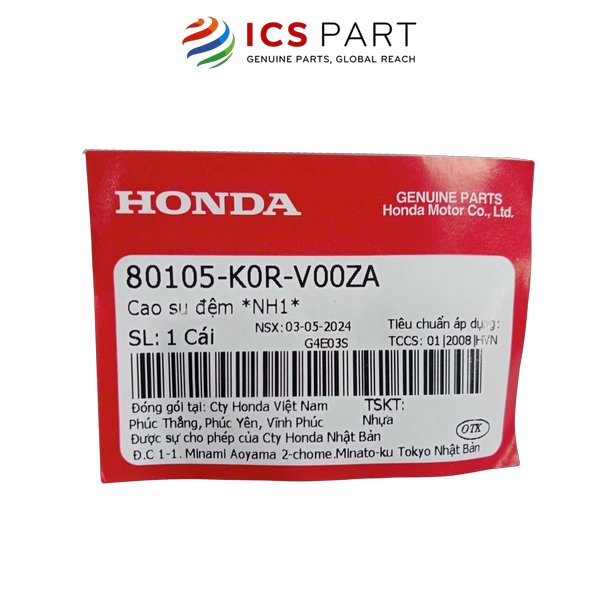 ICS PART
GENUINE PARTS, GLOBAL REACH
HONDA
GENUINE PARTS
Honda Motor Co., Ltd.
80105-K0R-V00ZA
Cao su đệm *NH1*
SL: 1 Cái
NSX: 03-05-2024
G4E03S
Tiêu chuẩn áp dụng:
TCCS: 01|2008|HVN
Đóng gói tại: Cty Honda Việt Nam
Phúc Thắng, Phúc Yên, Vĩnh Phúc
TSKT:
Nhựa
Được sự cho phép của Cty Honda Nhật Bản
OTK
Đ.C 1-1. Minami Aoyama 2-chome.Minato-ku Tokyo Nhật Bản